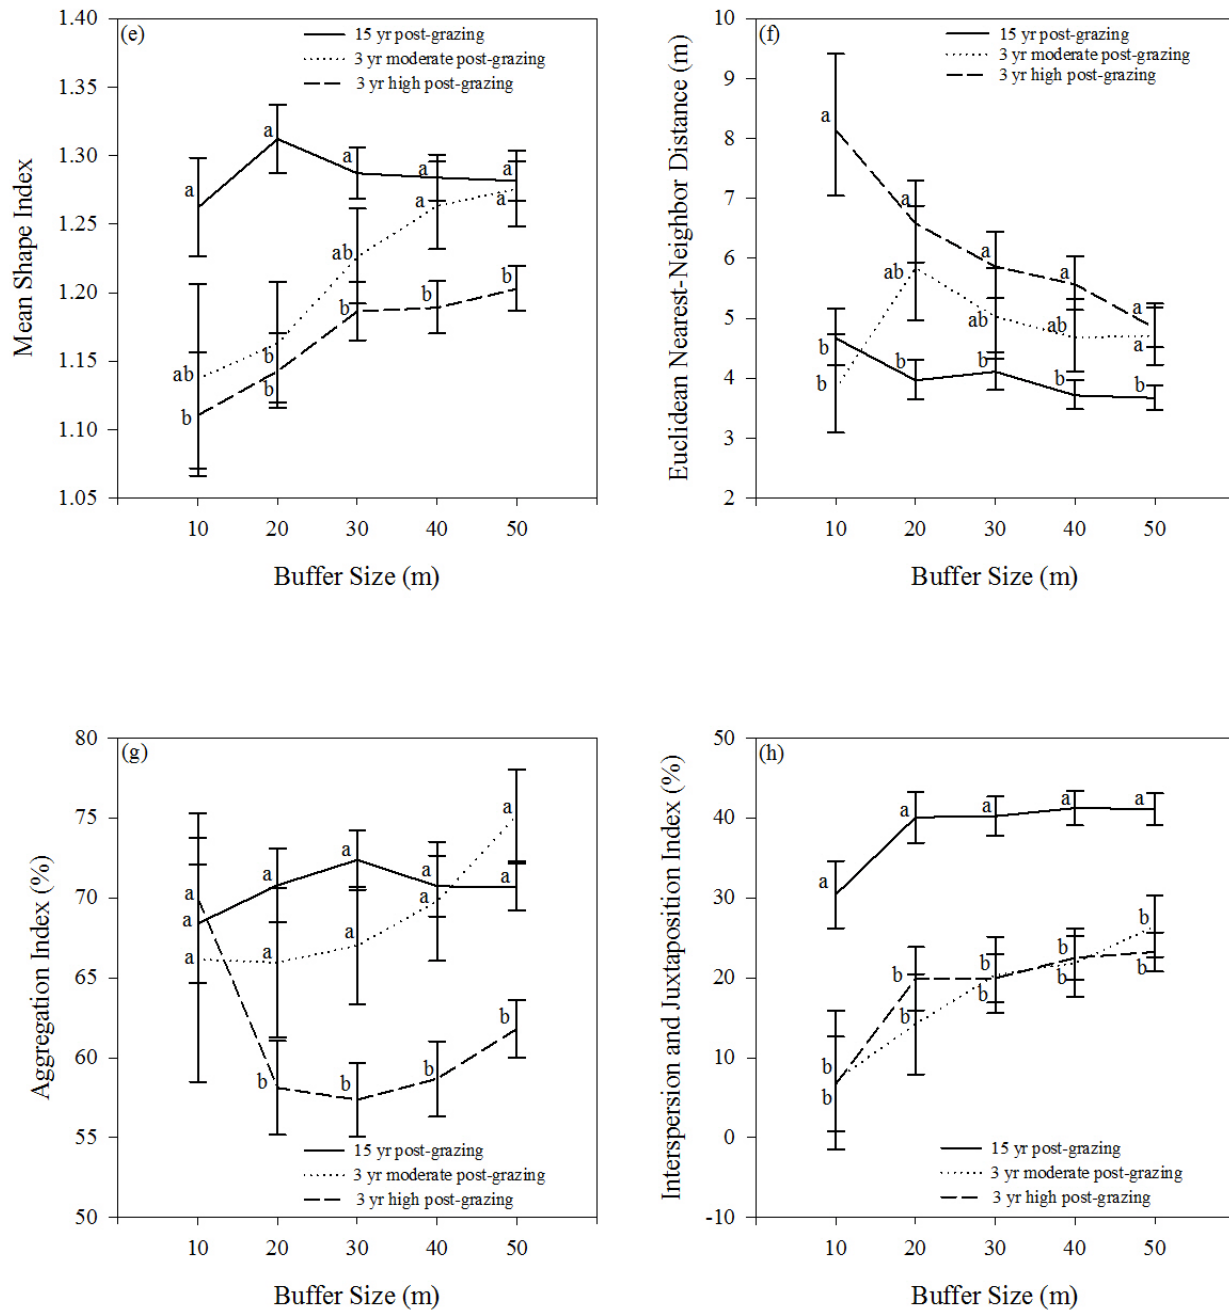 (e)
15 yr post-grazing
3 yr moderate post-grazing
3 yr high post-grazing
1.40
1.35
1.30
1.25
1.20
1.15
1.10
1.05
Mean Shape Index
a
a
a
a
a
ab
b
ab
a
a
b
b
b
b
b
10
20
30
40
50
Buffer Size (m)
(f)
15 yr post-grazing
3 yr moderate post-grazing
3 yr high post-grazing
10
9
8
7
6
5
4
3
2
Euclidean Nearest-Neighbor Distance (m)
a
a
a
a
a
b
ab
ab
ab
a
b
b
b
b
b
10
20
30
40
50
Buffer Size (m)
(g)
80
75
70
65
60
55
50
Aggregation Index (%)
a
a
a
a
a
a
a
a
a
a
a
b
b
b
b
15 yr post-grazing
3 yr moderate post-grazing
3 yr high post-grazing
10
20
30
40
50
Buffer Size (m)
(h)
50
40
30
20
10
0
-10
Interspersion and Juxtaposition Index (%)
a
a
a
a
a
b
b
b
b
b
b
b
b
b
b
15 yr post-grazing
3 yr moderate post-grazing
3 yr high post-grazing
10
20
30
40
50
Buffer Size (m)